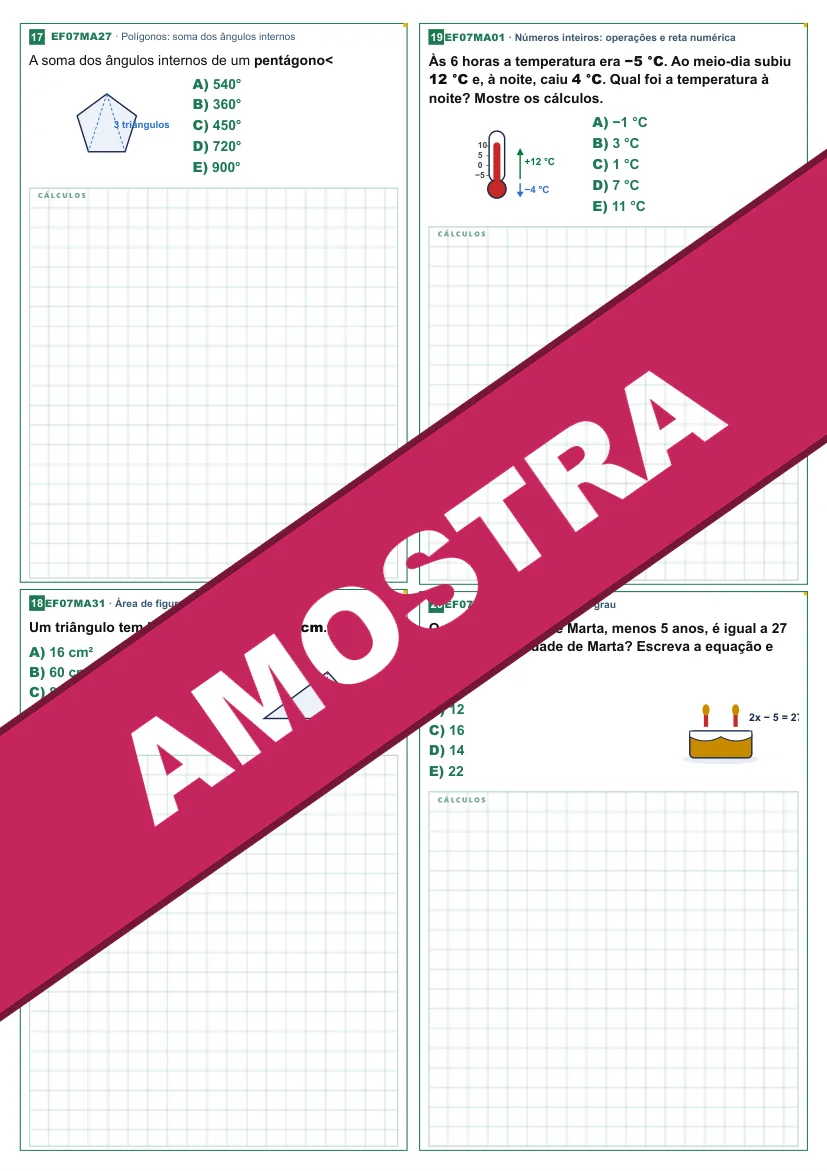 17 EF07MA27 · Polígonos: soma dos ângulos internos
A soma dos ângulos internos de um pentágono<
3 triângulos
A) 540°
B) 360°
C) 450°
D) 720°
E) 900°
CÁLCULOS
18 EF07MA31 · Área de
Um triângulo tem
cm.
A) 16 cm²
B) 60
C)
19 EF07MA01 · Números inteiros: operações e reta numérica
Às 6 horas a temperatura era −5 °C. Ao meio-dia subiu
12 °C e, à noite, caiu 4 °C. Qual foi a temperatura à
noite? Mostre os cálculos.
10
5
0
−5
+12 °C
−4 °C
A) −1 °C
B) 3 °C
C) 1 °C
D) 7 °C
E) 11 °C
CÁLCULOS
grau
Marta, menos 5 anos, é igual a 27
de Marta? Escreva a equação e
12
C) 16
D) 14
E) 22
2x − 5 = 27
CÁLCULOS
AMOSTRA